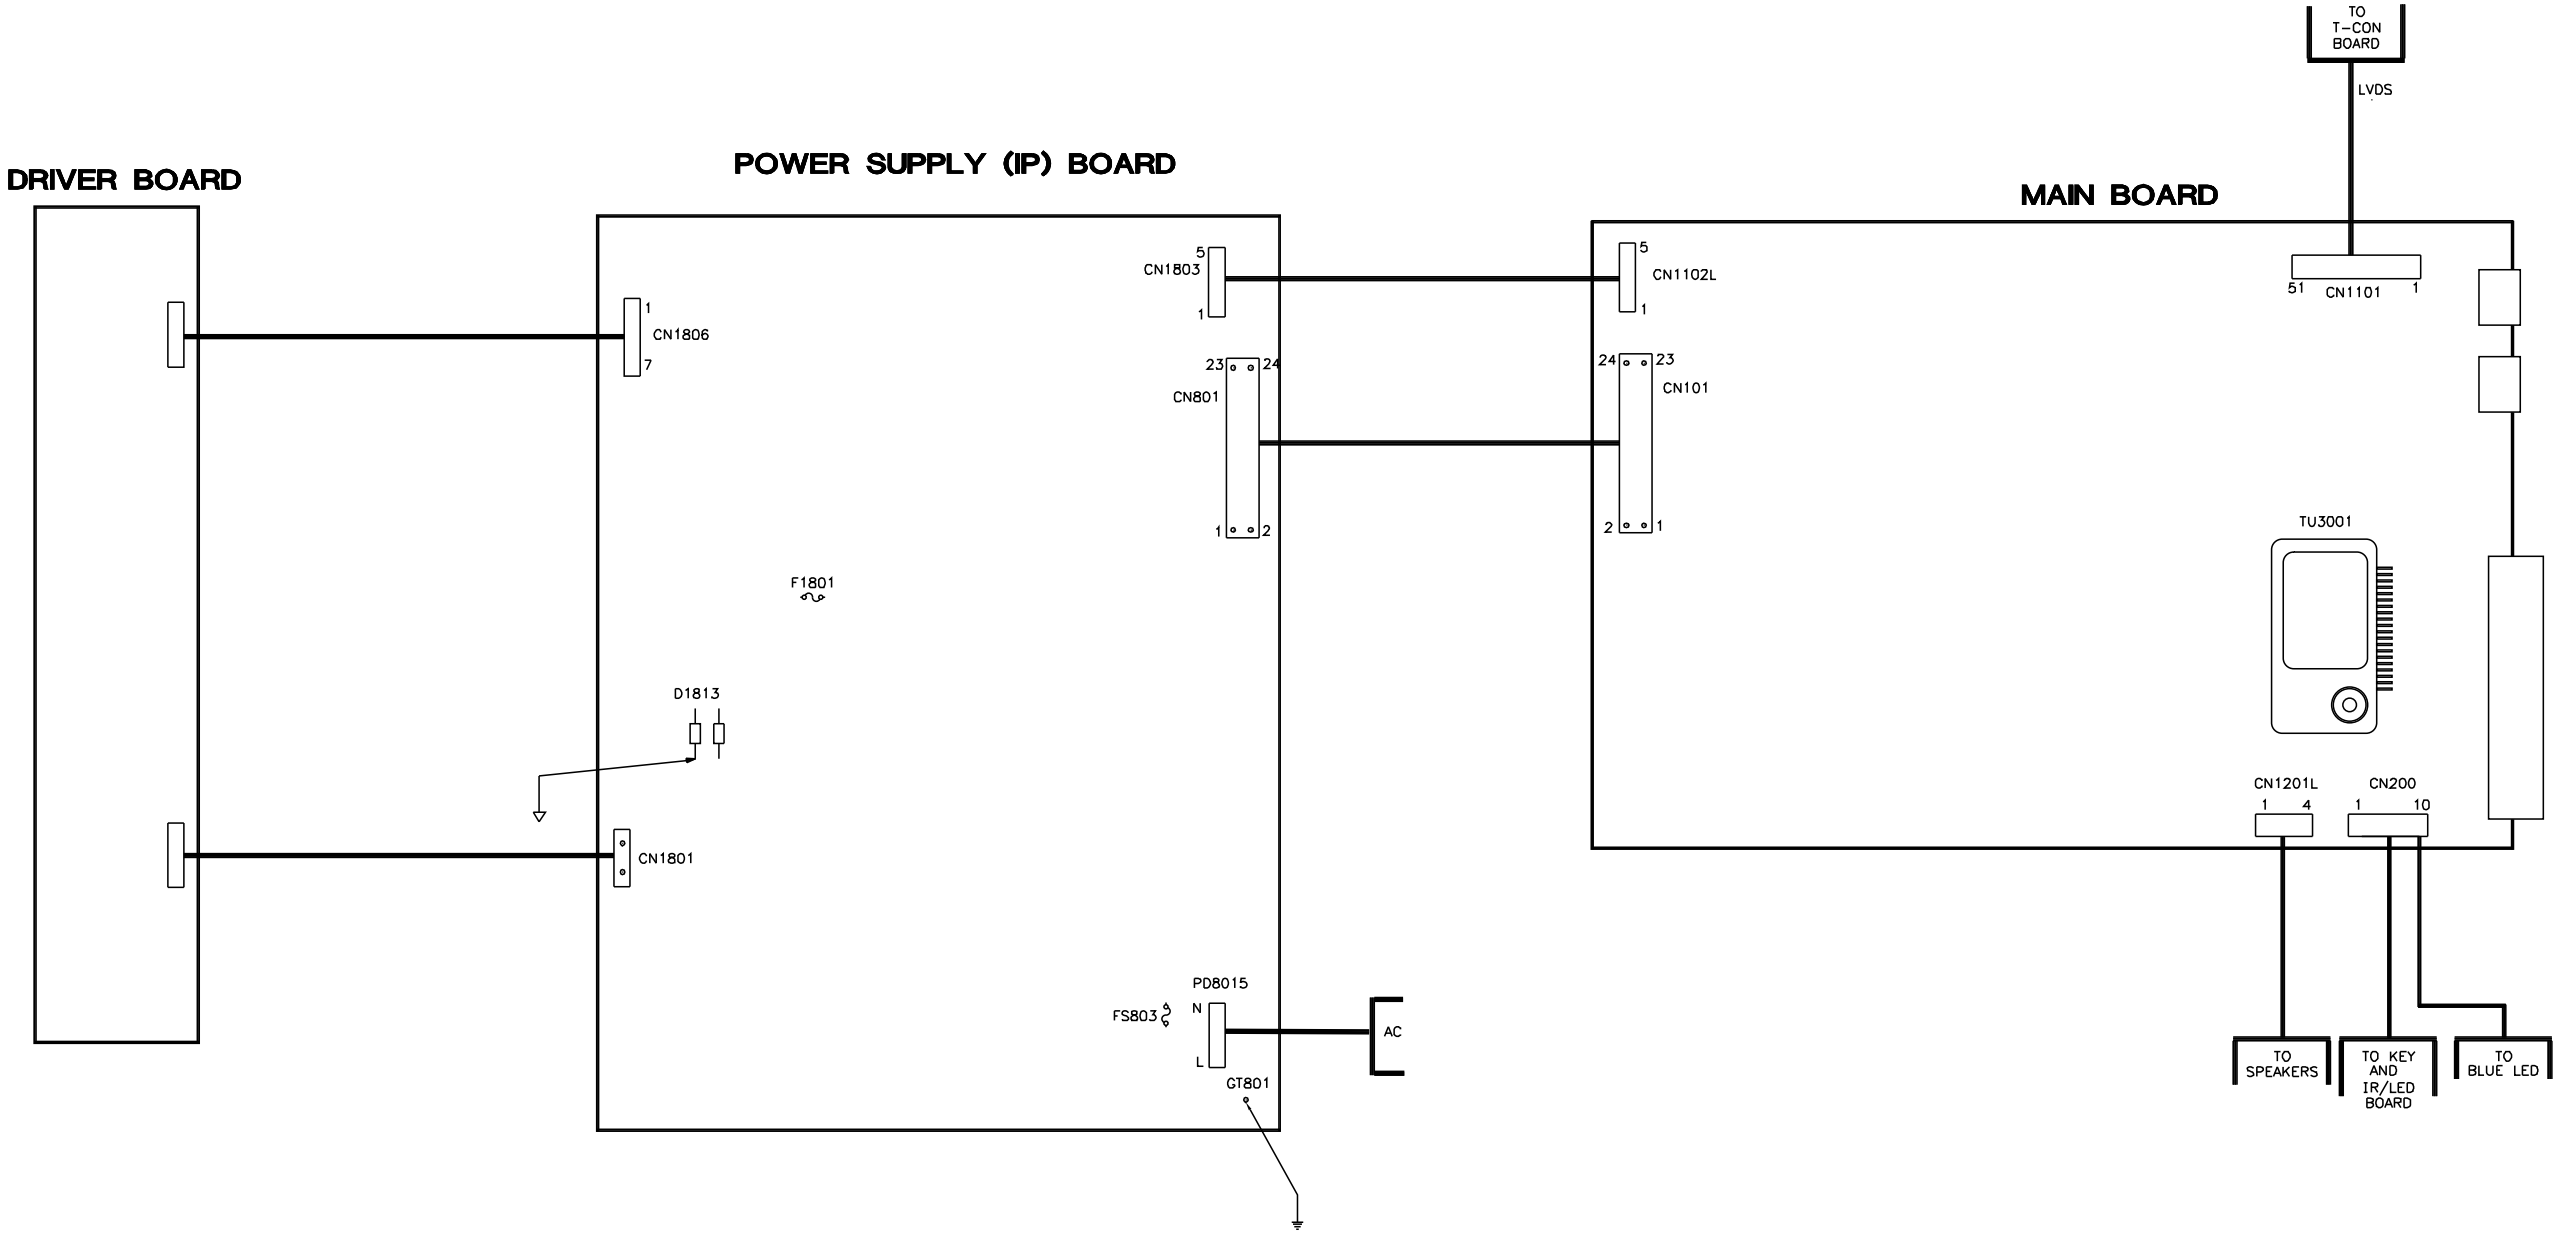 TO
T-CON
BOARD
LVDS
POWER SUPPLY (IP) BOARD
DRIVER BOARD
MAIN BOARD
5
CN1803
1
5
CN1102L
1
51
CN1101
1
1
CN1806
7
23
24
CN801
1
2
24
23
CN101
2
1
TU3001
F1801
D1813
CN1201L
1
4
CN200
1
10
CN1801
PD8015
N
FS803
L
AC
GT801
TO
SPEAKERS
TO KEY
AND
IR/LED
BOARD
TO
BLUE LED